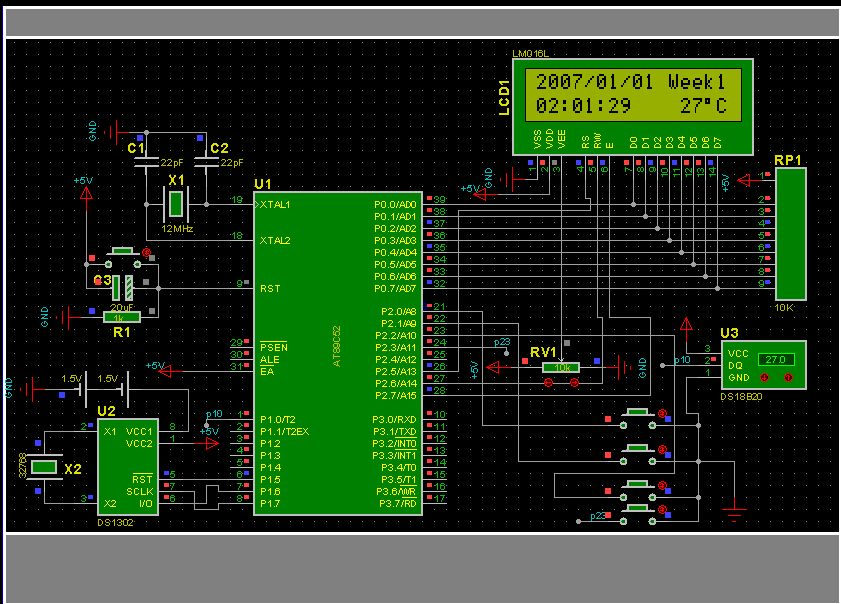 LM016L
LCD1
2007/01/01 Week1
02:01:29 27°C
VSS VDD VEE RS RW E D0 D1 D2 D3 D4 D5 D6 D7
1 2 3 4 5 6 7 8 9 10 11 12 13 14
GND
+5V
RP1
+5V
1
2
3
4
5
6
7
8
9
10K
GND
C1
22pF
C2
22pF
X1
12MHz
+5V
C3
20uF
GND
1k
R1
U1
AT89C52
19 XTAL1
18 XTAL2
9 RST
29 PSEN
30 ALE
31 EA
+5V
1 P1.0/T2
2 P1.1/T2EX
3 P1.2
4 P1.3
5 P1.4
6 P1.5
7 P1.6
8 P1.7
P0.0/AD0 39
P0.1/AD1 38
P0.2/AD2 37
P0.3/AD3 36
P0.4/AD4 35
P0.5/AD5 34
P0.6/AD6 33
P0.7/AD7 32
P2.0/A8 21
P2.1/A9 22
P2.2/A10 23
P2.3/A11 24
P2.4/A12 25
P2.5/A13 26
P2.6/A14 27
P2.7/A15 28
P3.0/RXD 10
P3.1/TXD 11
P3.2/INT0 12
P3.3/INT1 13
P3.4/T0 14
P3.5/T1 15
P3.6/WR 16
P3.7/RD 17
GND
1.5V
1.5V
U2
p10
+5V
2 X1
3 X2
VCC1 8
VCC2 1
RST 5
SCLK 7
I/O 6
DS1302
X2
32768
p23
+5V
RV1
10k
GND
U3
p10
3 VCC
2 DQ
1 GND
27.0
DS18B20
p23